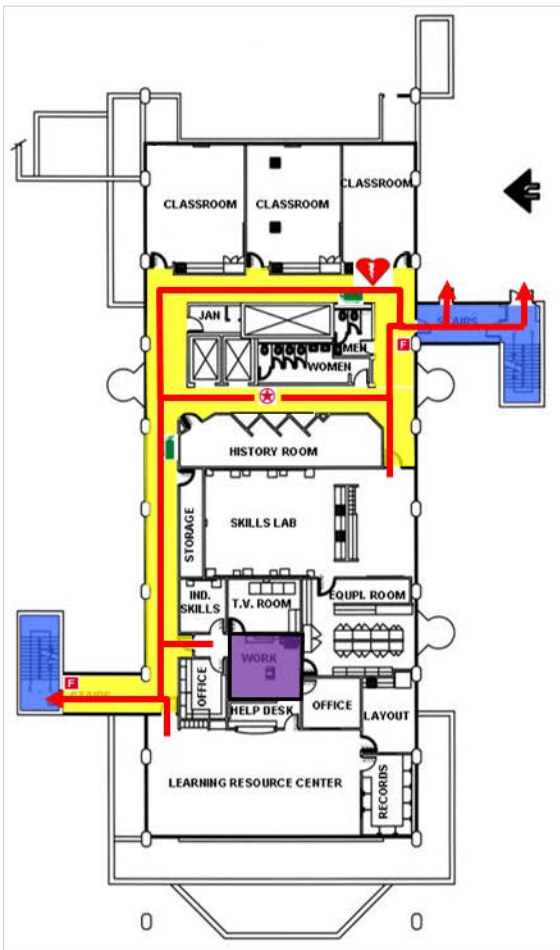 CLASSROOM
CLASSROOM
CLASSROOM
JAN
MEN
WOMEN
STAIRS
F
HISTORY ROOM
STORAGE
SKILLS LAB
IND.
SKILLS
T.V. ROOM
EQUPI. ROOM
WORK
OFFICE
F
STAIRS
HELP DESK
OFFICE
LAYOUT
LEARNING RESOURCE CENTER
RECORDS